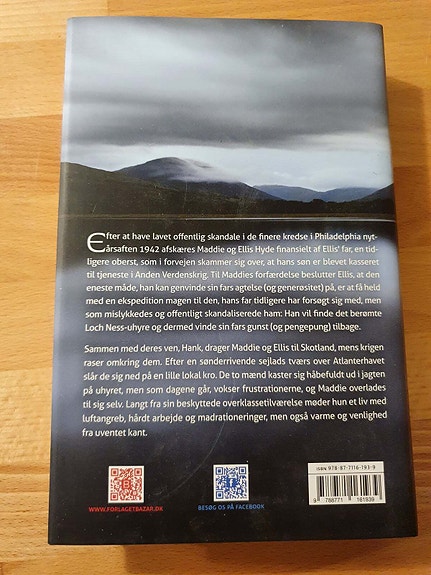 Efter at have lavet offentlig skandale i de finere kredse i Philadelphia nyt-
årsaften 1942 afskæres Maddie og Ellis Hyde finansielt af Ellis' far, en tid-
ligere oberst, som i forvejen skammer sig over, at hans søn er blevet kasseret
til tjeneste i Anden Verdenskrig. Til Maddies forfærdelse beslutter Ellis, at den
eneste måde, han kan genvinde sin fars agtelse (og generøsitet) på, er at få held
med en ekspedition magen til den, hans far tidligere har forsøgt sig med, men
som mislykkedes og offentligt skandaliserede ham: Han vil finde det berømte
Loch Ness-uhyre og dermed vinde sin fars gunst (og pengepung) tilbage.
Sammen med deres ven, Hank, drager Maddie og Ellis til Skotland, mens krigen
raser omkring dem. Efter en sønderrivende sejlads tværs over Atlanterhavet
slår de sig ned på en lille lokal kro. De to mænd kaster sig håbefuldt ud i jagten
på uhyret, men som dagene går, vokser frustrationerne, og Maddie overlades
til sig selv. Langt fra sin beskyttede overklassetilværelse møder hun et liv med
luftangreb, hårdt arbejde og madrationeringer, men også varme og venlighed
fra uventet kant.
ISBN 978-87-7116-193-9
9 788771 161939
WWW.FORLAGETBAZAR.DK
BESØG OS PÅ FACEBOOK